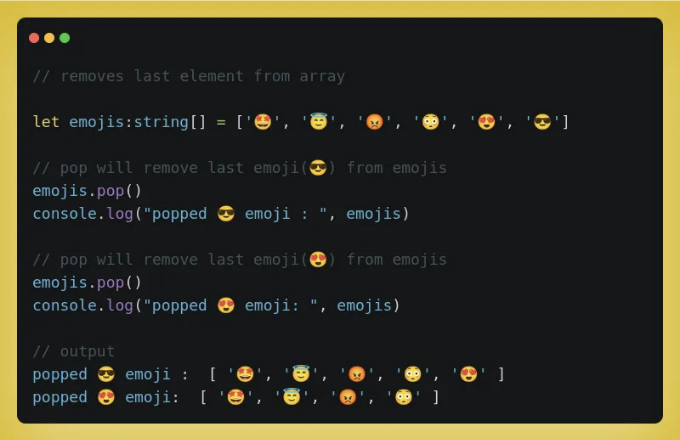 // removes last element from array
let emojis:string[] = ['🤩', '😇', '😡', '😳', '😍', '😎']
// pop will remove last emoji(😎) from emojis
emojis.pop()
console.log("popped 😎 emoji : ", emojis)
// pop will remove last emoji(😍) from emojis
emojis.pop()
console.log("popped 😍 emoji: ", emojis)
// output
popped 😎 emoji :  [ '🤩', '😇', '😡', '😳', '😍' ]
popped 😍 emoji:  [ '🤩', '😇', '😡', '😳' ]